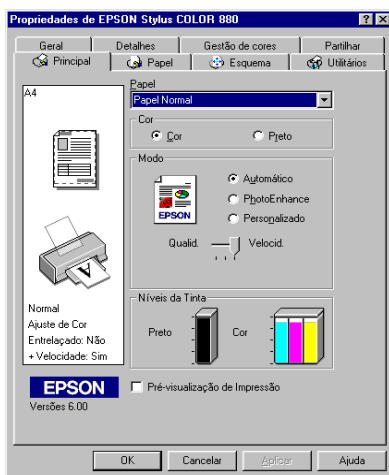 Propriedades de EPSON Stylus COLOR 880
Geral Detalhes Gestão de cores Partilhar
Principal Papel Esquema Utilitários
A4
Papel
Papel Normal
Cor
Cor Preto
Modo
Automático
EPSON
PhotoEnhance
Personalizado
Qualid. Velocid.
Normal
Ajuste de Cor
Entrelaçado: Não
+ Velocidade: Sim
Níveis da Tinta
Preto Cor
EPSON
Versões 6.00
Pré-visualização de Impressão
OK Cancelar Aplicar Ajuda